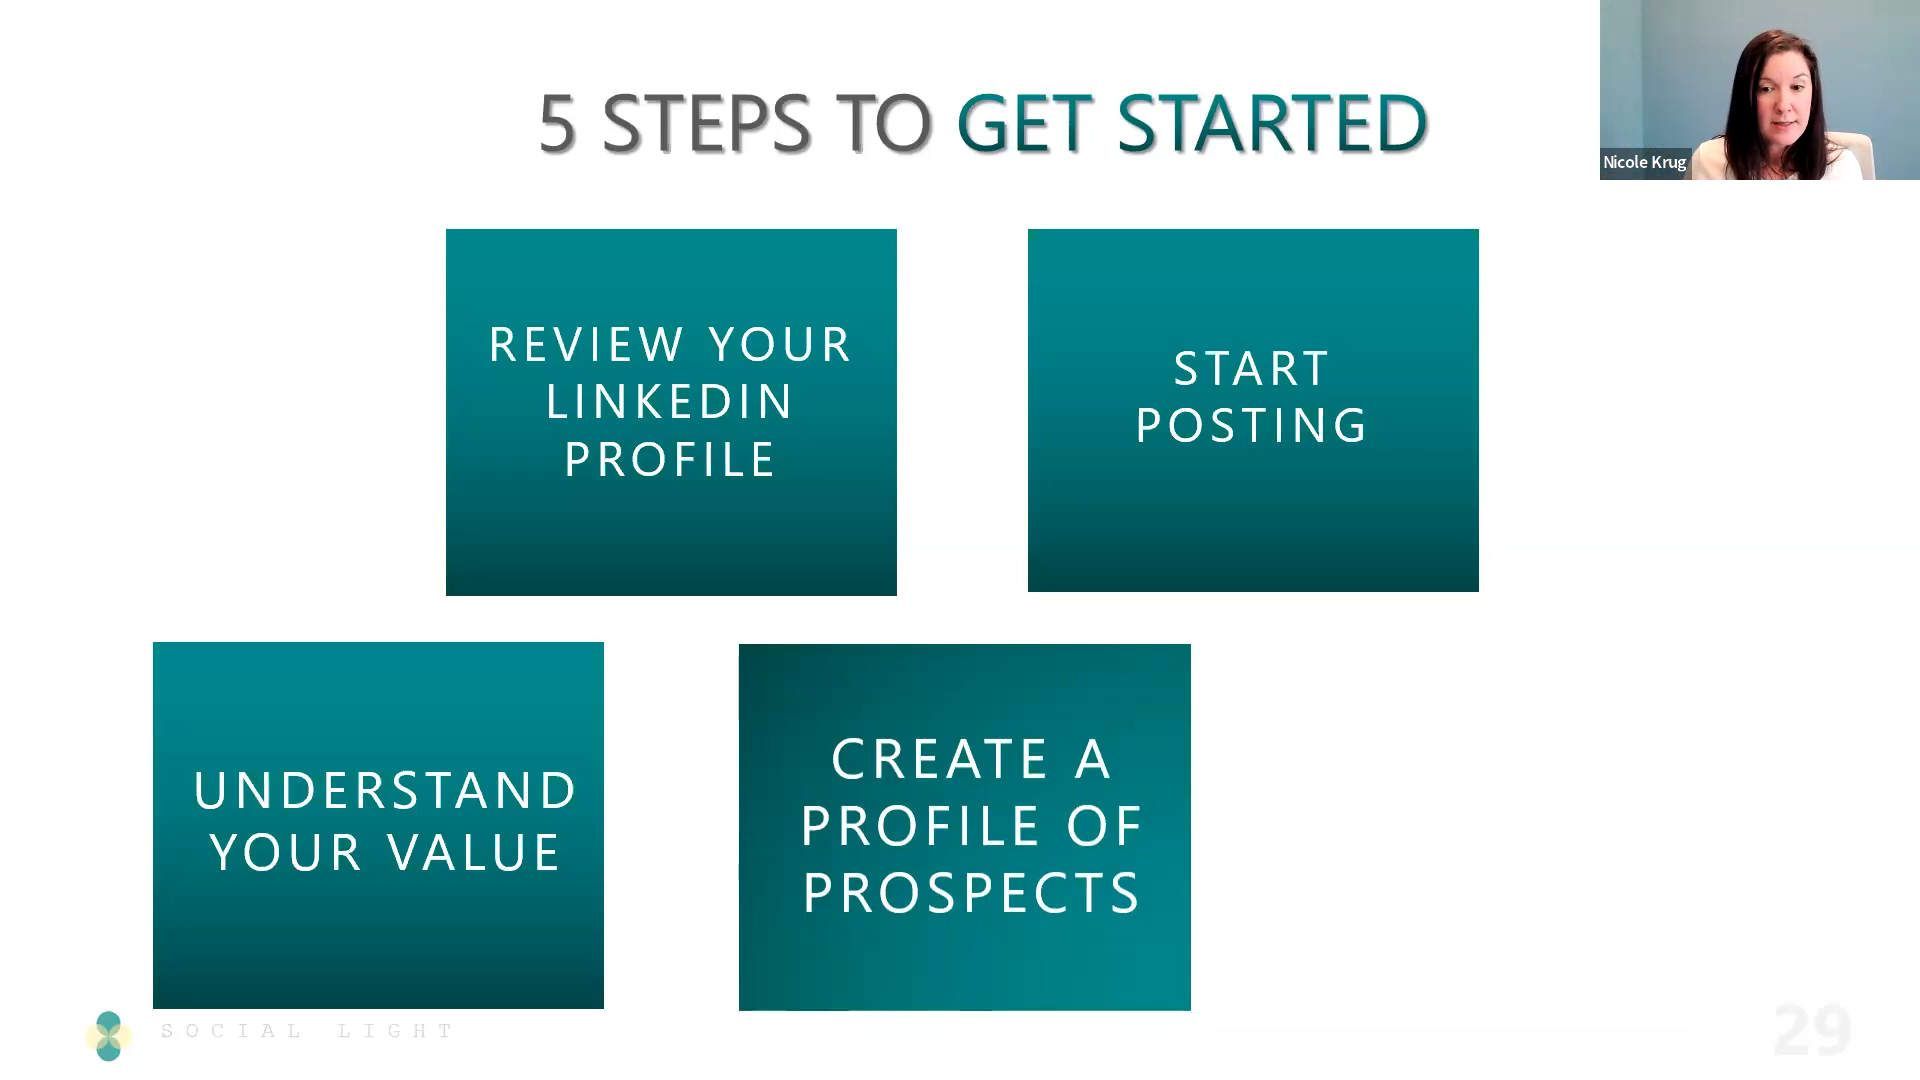 5 STEPS TO GET STARTED
Nicole Krug
REVIEW YOUR
LINKEDIN
PROFILE
START
POSTING
UNDERSTAND
YOUR VALUE
CREATE A
PROFILE OF
PROSPECTS
SOCIAL LIGHT
29